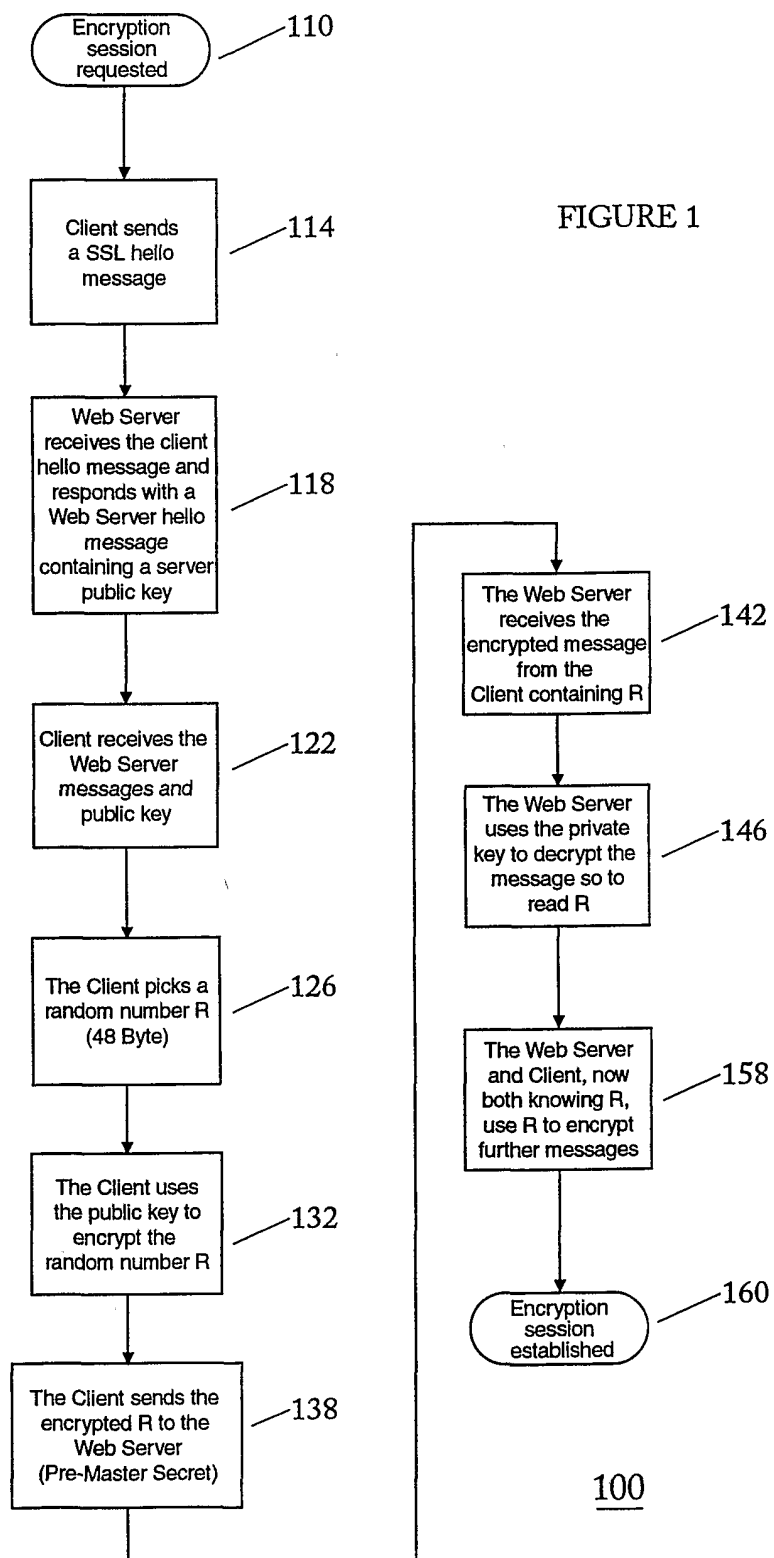 Encryption
session
requested
110
Client sends
a SSL hello
message
114
FIGURE 1
Web Server
receives the client
hello message and
responds with a
Web Server hello
message
containing a server
public key
118
Client receives the
Web Server
messages and
public key
122
The Client picks a
random number R
(48 Byte)
126
The Client uses
the public key to
encrypt the
random number R
132
The Client sends the
encrypted R to the
Web Server
(Pre-Master Secret)
138
The Web Server
receives the
encrypted message
from the
Client containing R
142
The Web Server
uses the private
key to decrypt the
message so to
read R
146
The Web Server
and Client, now
both knowing R,
use R to encrypt
further messages
158
Encryption
session
established
160
100